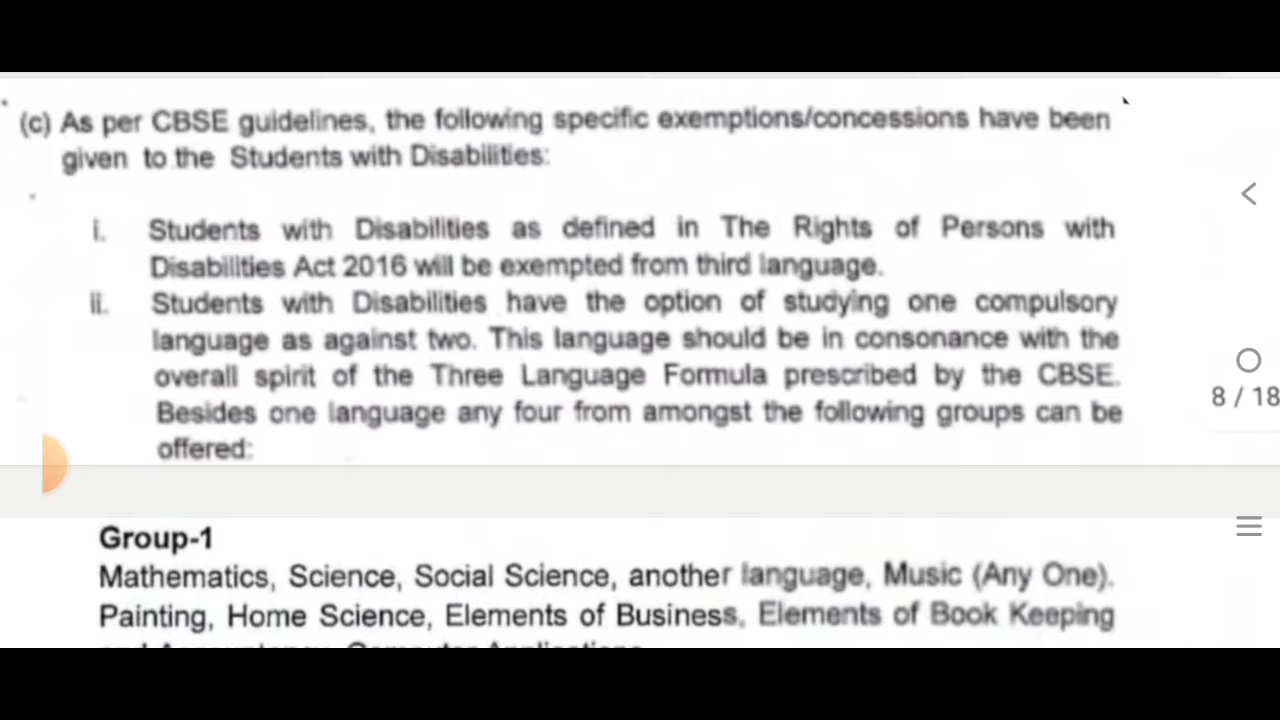 (c) As per CBSE guidelines, the following specific exemptions/concessions have been
given to the Students with Disabilities:
i. Students with Disabilities as defined in The Rights of Persons with
Disabilities Act 2016 will be exempted from third language.
ii. Students with Disabilities have the option of studying one compulsory
language as against two. This language should be in consonance with the
overall spirit of the Three Language Formula prescribed by the CBSE.
Besides one language any four from amongst the following groups can be
offered:
8 / 18
Group-1
Mathematics, Science, Social Science, another language, Music (Any One).
Painting, Home Science, Elements of Business, Elements of Book Keeping